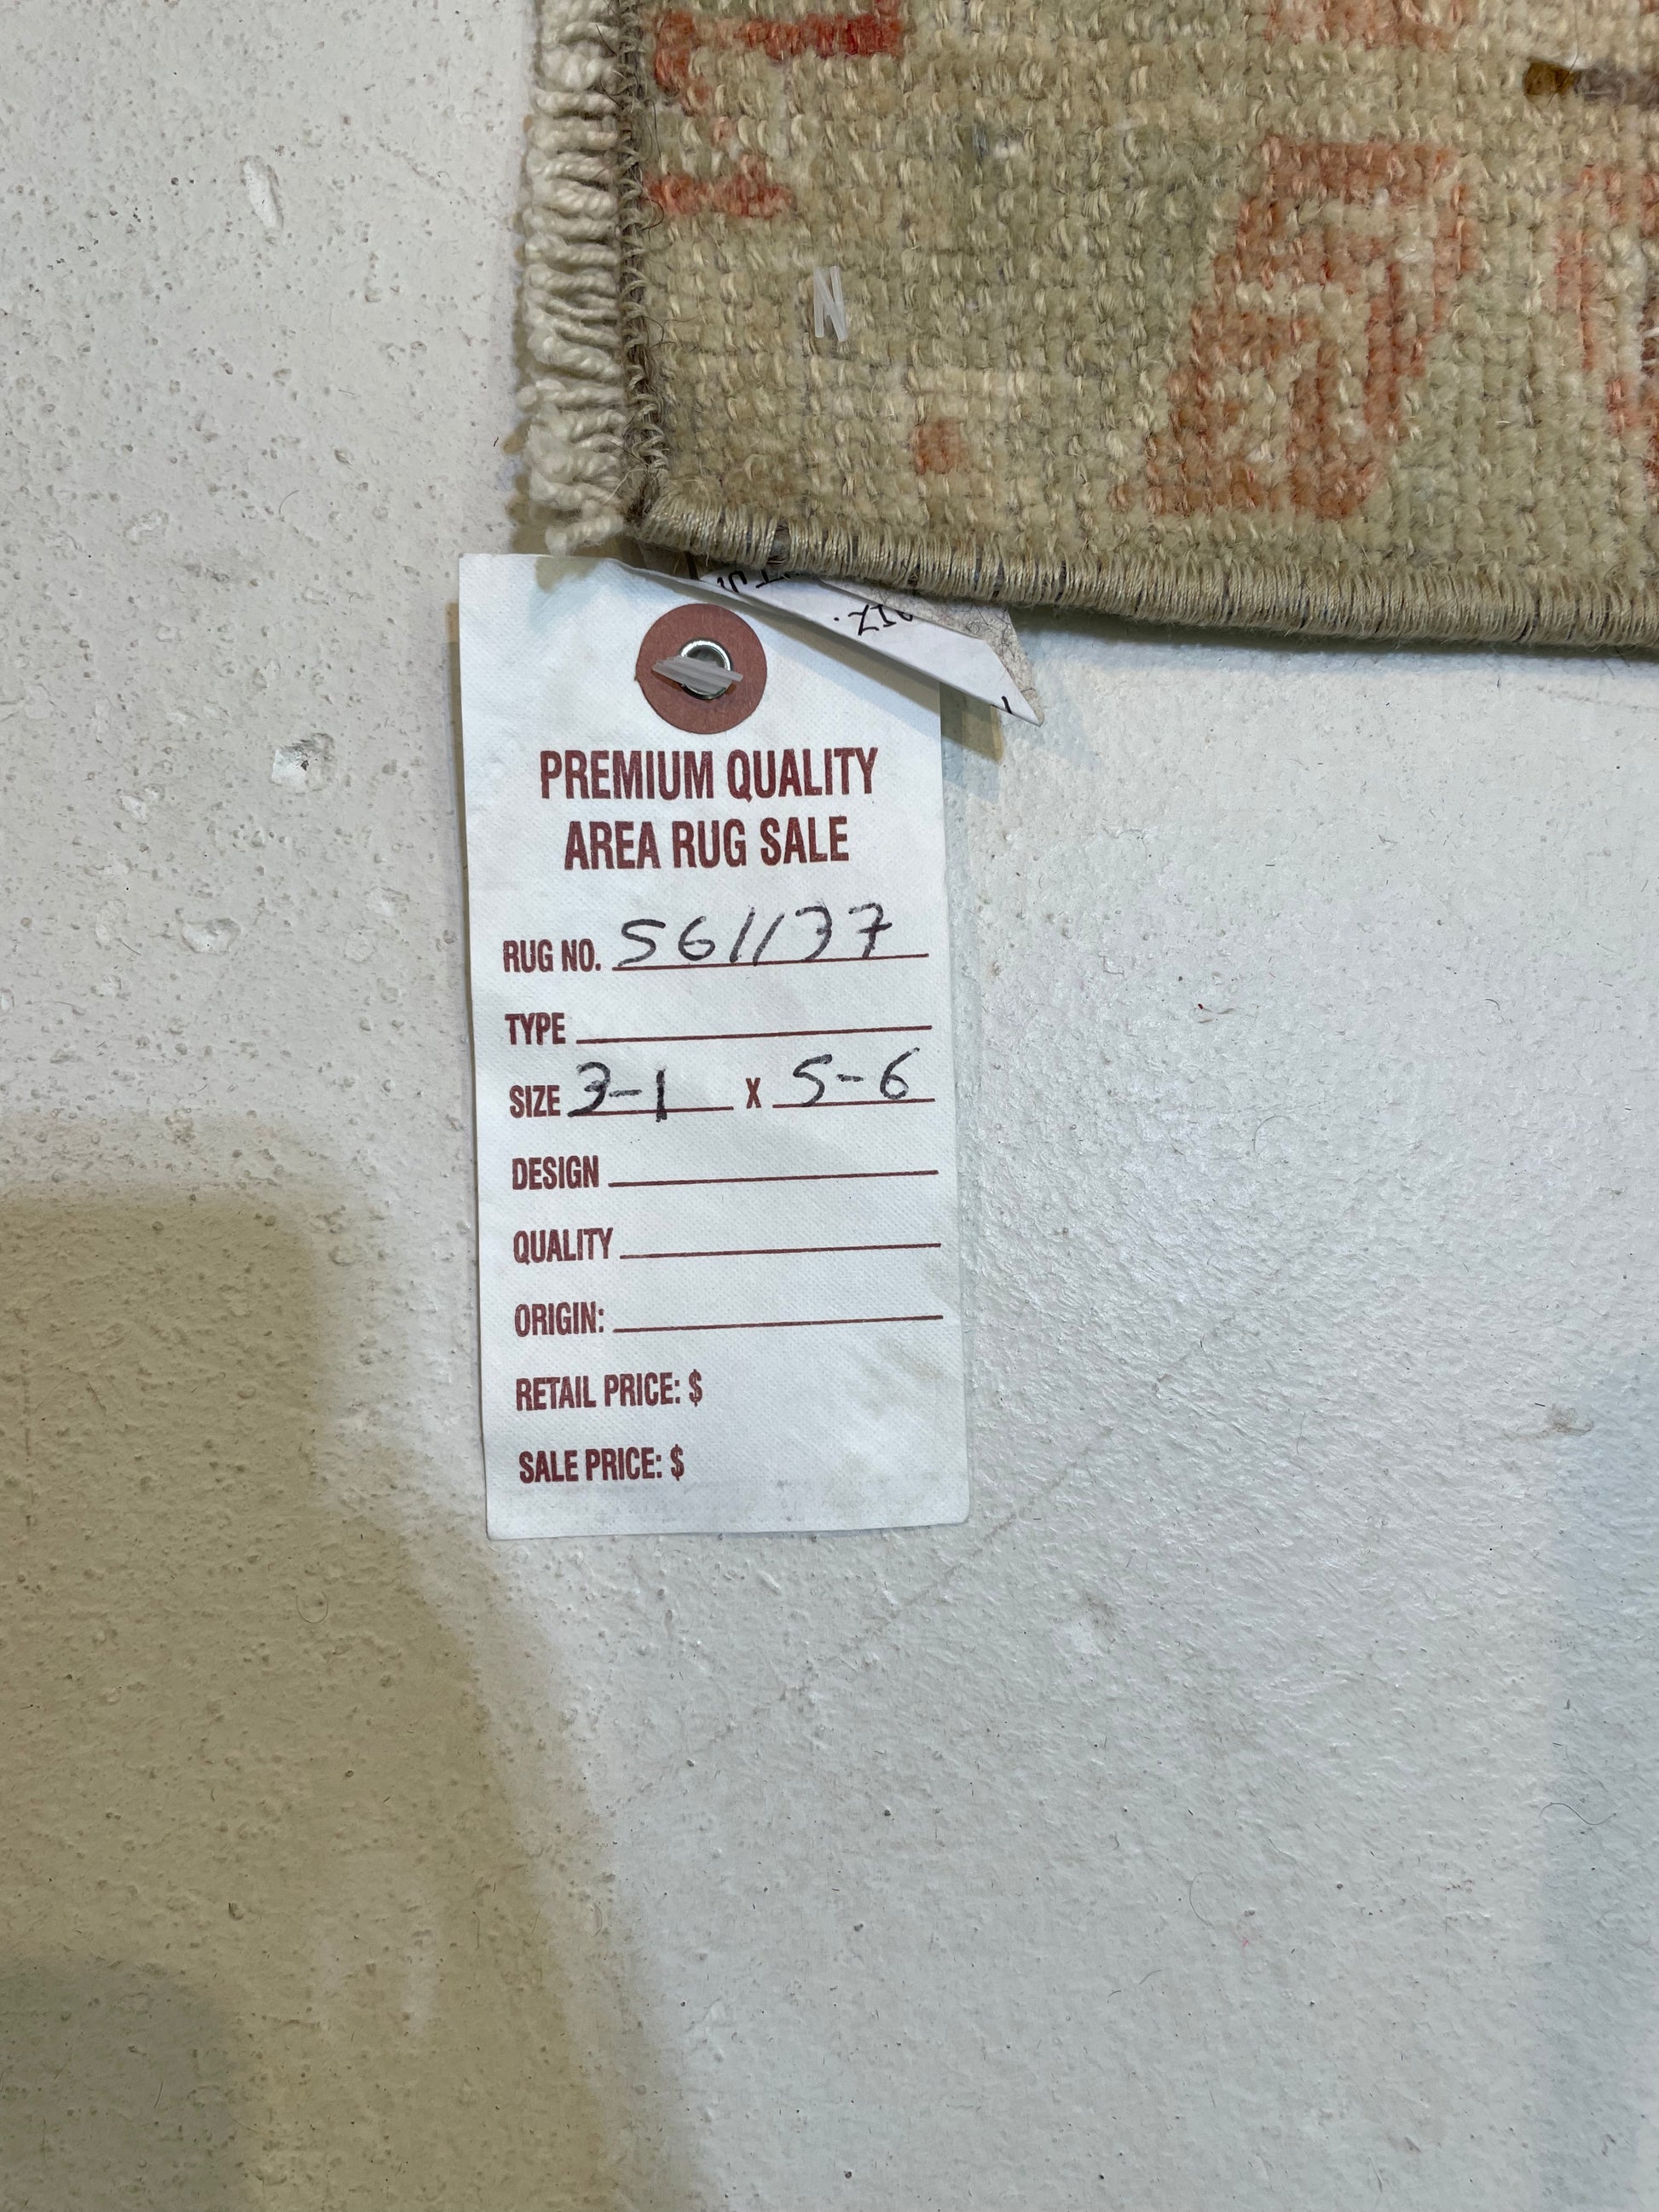 PREMIUM QUALITY
AREA RUG SALE
RUG NO. 561137
TYPE
SIZE 3-1 X 5-6
DESIGN
QUALITY
ORIGIN:
RETAIL PRICE: $
SALE PRICE: $